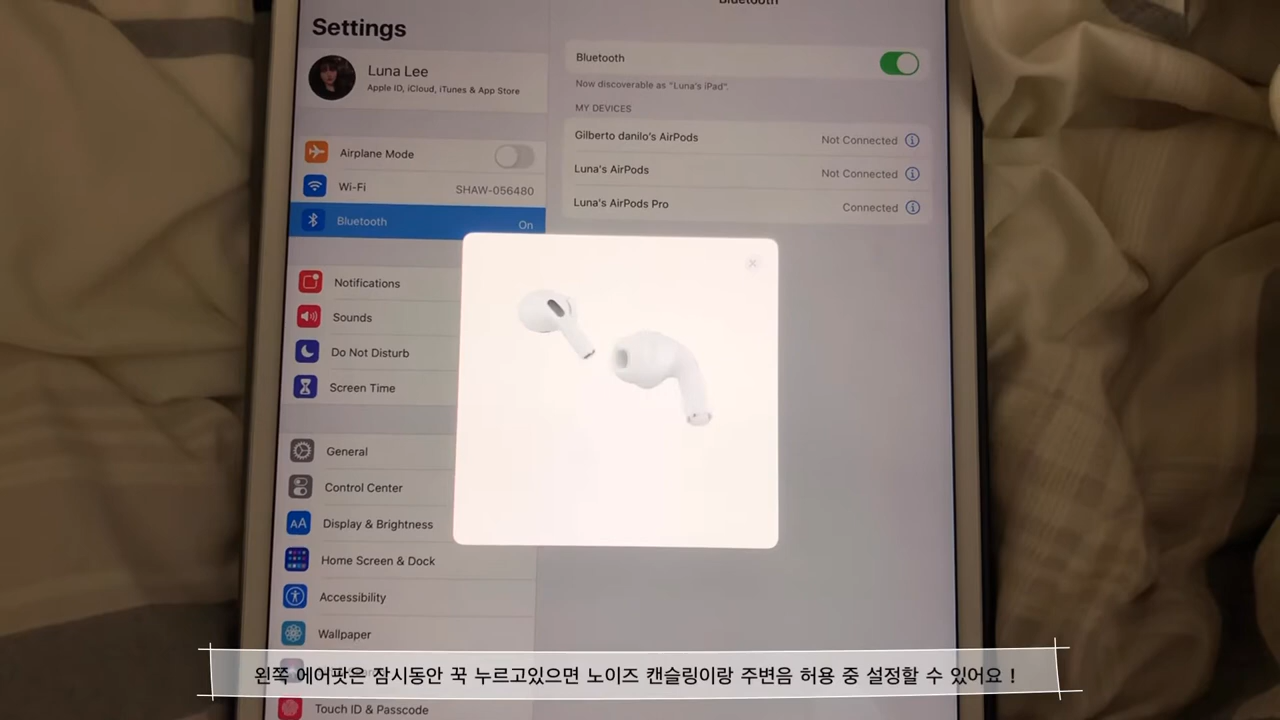 Bluetooth
Settings
Luna Lee
Apple ID, iCloud, iTunes & App Store
Airplane Mode
Wi-Fi
SHAW-056480
Bluetooth
On
Notifications
Sounds
Do Not Disturb
Screen Time
General
Control Center
AA
Display & Brightness
Home Screen & Dock
Accessibility
Wallpaper
Touch ID & Passcode
Bluetooth
Now discoverable as "Luna's iPad".
MY DEVICES
Gilberto danilo's AirPods
Not Connected
Luna's AirPods
Not Connected
Luna's AirPods Pro
Connected
왼쪽 에어팟은 잠시동안 꾹 누르고있으면 노이즈 캔슬링이랑 주변음 허용 중 설정할 수 있어요 !